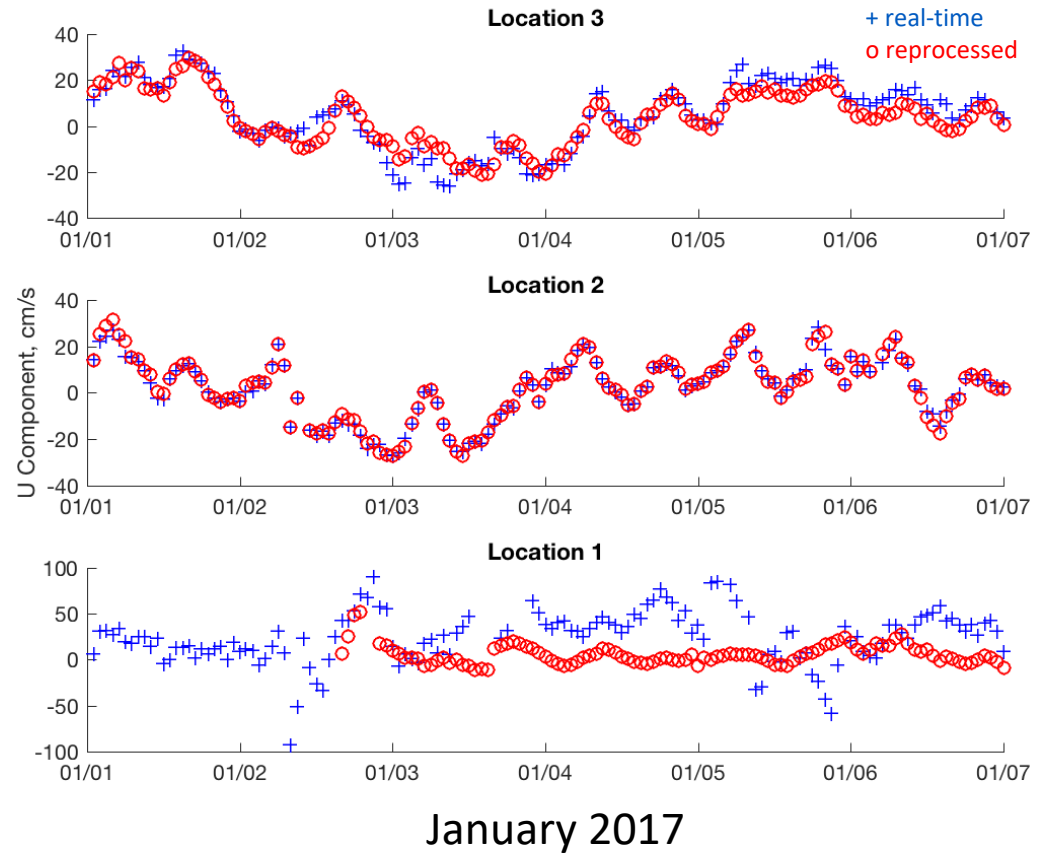 Location 3
+ real-time
o reprocessed
40
20
0
-20
-40
01/01 01/02 01/03 01/04 01/05 01/06 01/07
Location 2
U Component, cm/s
40
20
0
-20
-40
01/01 01/02 01/03 01/04 01/05 01/06 01/07
Location 1
100
50
0
-50
-100
01/01 01/02 01/03 01/04 01/05 01/06 01/07
January 2017